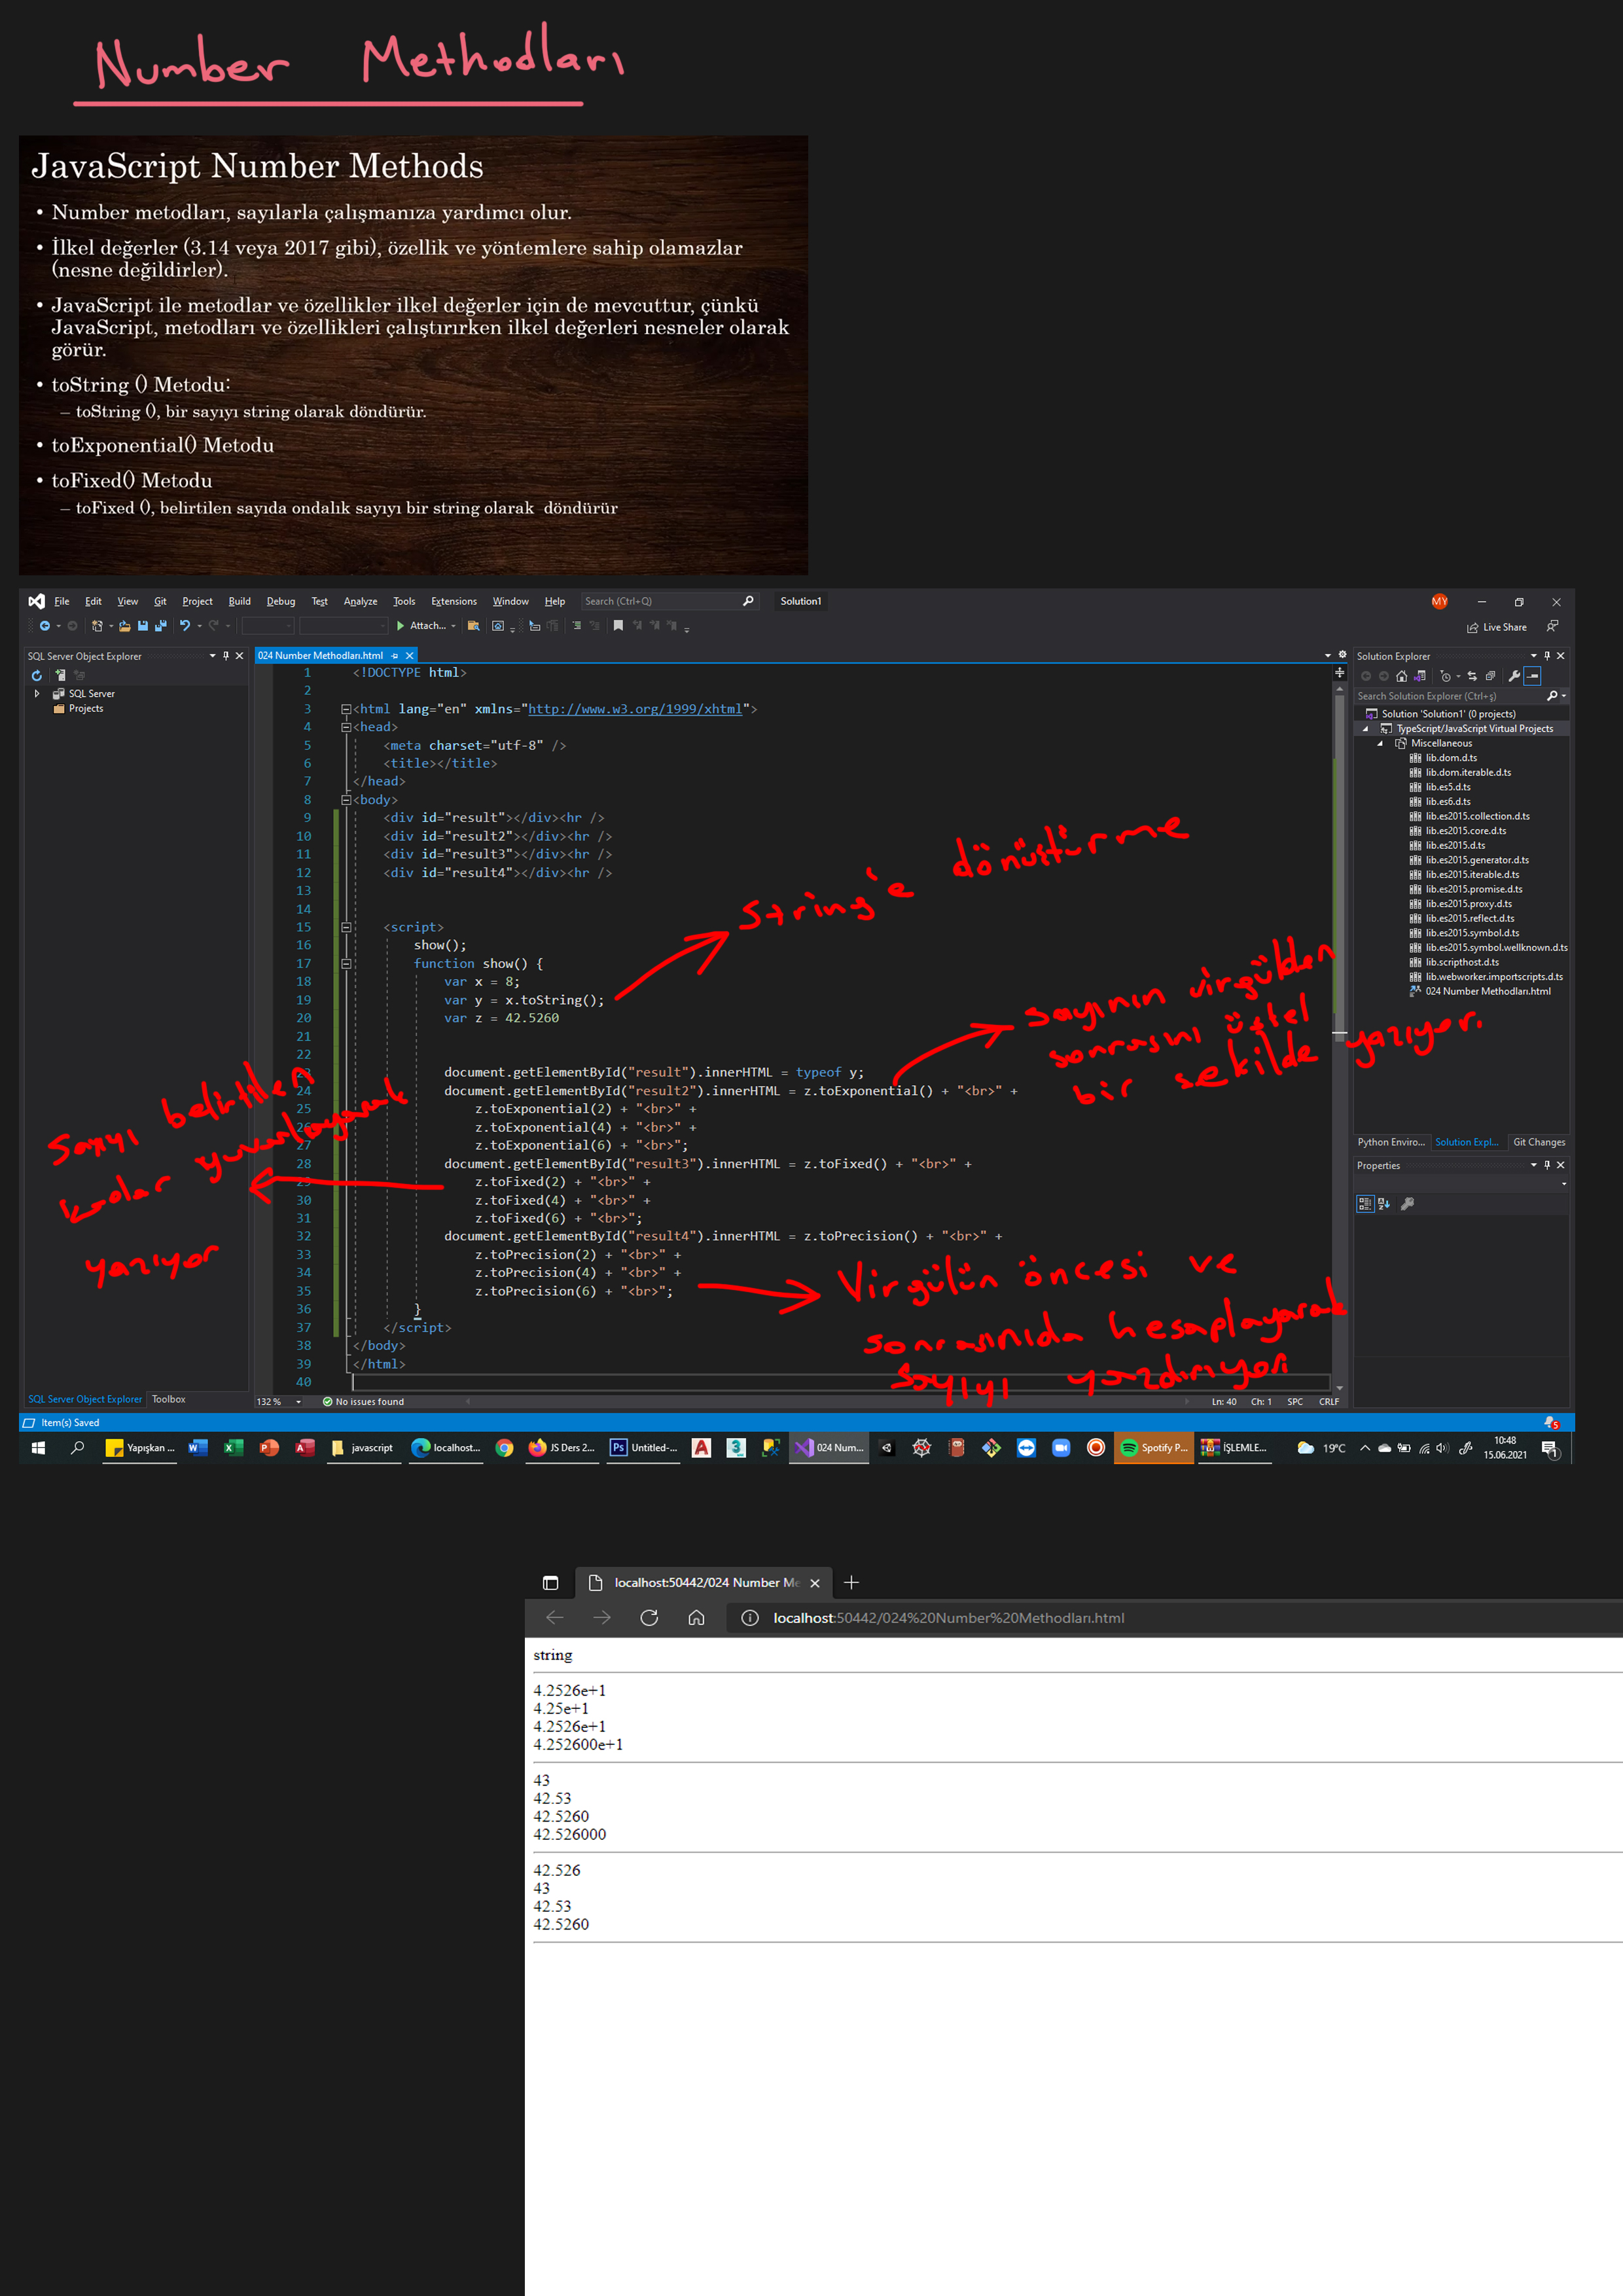 Number Methodları
JavaScript Number Methods
• Number metodları, sayılarla çalışmanıza yardımcı olur.
• İlkel değerler (3.14 veya 2017 gibi), özellik ve yöntemlere sahip olamazlar
(nesne değildirler).
• JavaScript ile metodlar ve özellikler ilkel değerler için de mevcuttur, çünkü
JavaScript, metodları ve özellikleri çalıştırırken ilkel değerleri nesneler olarak
görür.
• toString () Metodu:
– toString (), bir sayıyı string olarak döndürür.
• toExponential() Metodu
• toFixed() Metodu
– toFixed (), belirtilen sayıda ondalık sayıyı bir string olarak döndürür
File Edit View Git Project Build Debug Test Analyze Tools Extensions Window Help Search (Ctrl+Q) Solution1 MY
Attach... Live Share
SQL Server Object Explorer
SQL Server
Projects
024 Number Methodları.html
1 <!DOCTYPE html>
2
3 <html lang="en" xmlns="http://www.w3.org/1999/xhtml">
4 <head>
5 <meta charset="utf-8" />
6 <title></title>
7 </head>
8 <body>
9 <div id="result"></div><hr />
10 <div id="result2"></div><hr />
11 <div id="result3"></div><hr />
12 <div id="result4"></div><hr />
13
14
15 <script>
16 show();
17 function show() {
18 var x = 8;
19 var y = x.toString();
20 var z = 42.5260
21
22
23 document.getElementById("result").innerHTML = typeof y;
24 document.getElementById("result2").innerHTML = z.toExponential() + "<br>" +
25 z.toExponential(2) + "<br>" +
26 z.toExponential(4) + "<br>" +
27 z.toExponential(6) + "<br>";
28 document.getElementById("result3").innerHTML = z.toFixed() + "<br>" +
29 z.toFixed(2) + "<br>" +
30 z.toFixed(4) + "<br>" +
31 z.toFixed(6) + "<br>";
32 document.getElementById("result4").innerHTML = z.toPrecision() + "<br>" +
33 z.toPrecision(2) + "<br>" +
34 z.toPrecision(4) + "<br>" +
35 z.toPrecision(6) + "<br>";
36 }
37 </script>
38 </body>
39 </html>
40
String'e dönüştürme
sayının virgülden
sonrasını üstel
bir sekilde yazıyor.
Sayıyı belirtilen
kadar yuvarlayarak
yazıyor
Virgülün öncesi ve
sonrasınıda hesaplayarak
Sayıyı yazdırıyor
Solution Explorer
Search Solution Explorer (Ctrl+ş)
Solution 'Solution1' (0 projects)
TypeScript/JavaScript Virtual Projects
Miscellaneous
lib.dom.d.ts
lib.dom.iterable.d.ts
lib.es5.d.ts
lib.es6.d.ts
lib.es2015.collection.d.ts
lib.es2015.core.d.ts
lib.es2015.d.ts
lib.es2015.generator.d.ts
lib.es2015.iterable.d.ts
lib.es2015.promise.d.ts
lib.es2015.proxy.d.ts
lib.es2015.reflect.d.ts
lib.es2015.symbol.d.ts
lib.es2015.symbol.wellknown.d.ts
lib.scripthost.d.ts
lib.webworker.importscripts.d.ts
024 Number Methodları.html
Python Enviro... Solution Expl... Git Changes
Properties
SQL Server Object Explorer Toolbox
132 % No issues found Ln: 40 Ch: 1 SPC CRLF
Item(s) Saved 5
Yapışkan ... javascript localhost... JS Ders 2... Untitled-... 024 Num... Spotify P... İŞLEMLE... 19°C 10:48
15.06.2021 1
localhost:50442/024 Number Me
localhost:50442/024%20Number%20Methodları.html
string
4.2526e+1
4.25e+1
4.2526e+1
4.252600e+1
43
42.53
42.5260
42.526000
42.526
43
42.53
42.5260